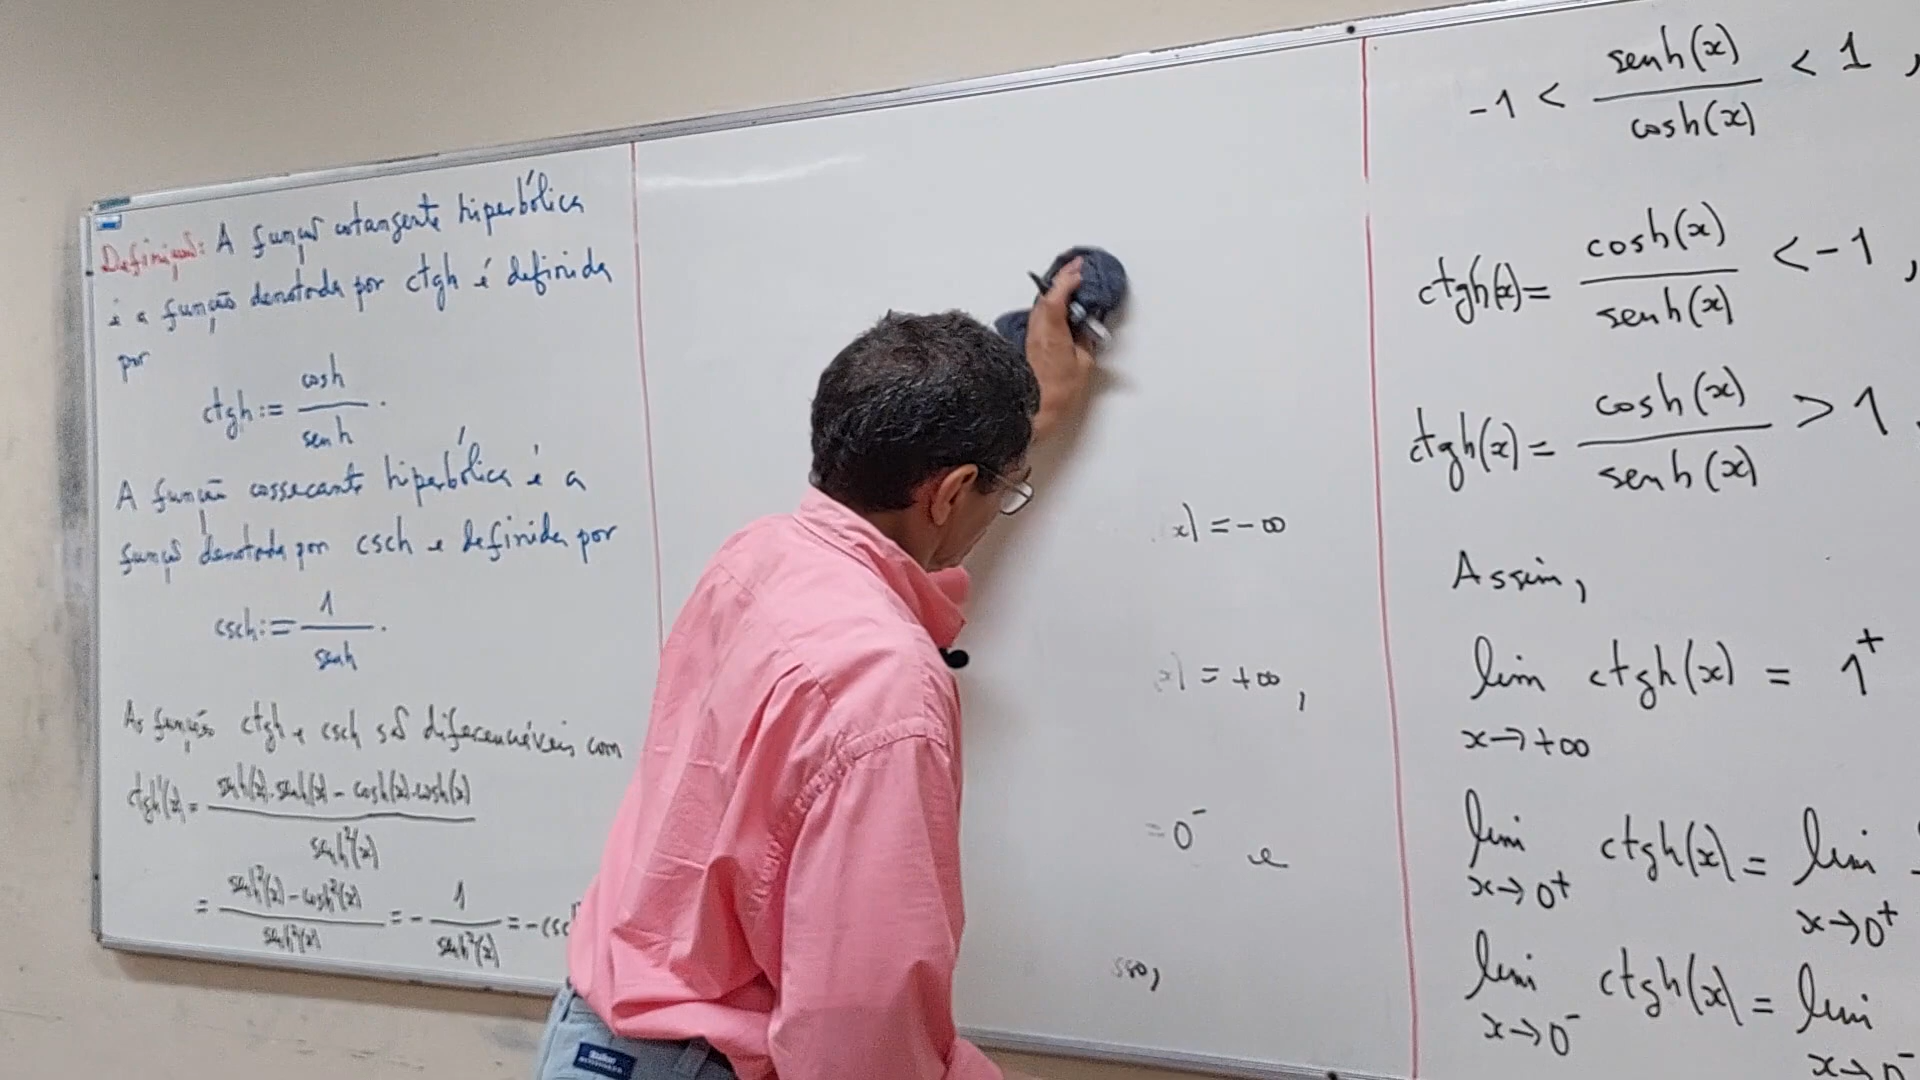 Definição: A função cotangente hiperbólica
é a função denotada por ctgh é definida
por
ctgh := cosh / senh .
A função cossecante hiperbólica é a
função denotada por csch e definida por
csch := 1 / senh .
As funções ctgh e csch são diferenciáveis com
ctgh'(x) = senh(x).senh(x) - cosh(x).cosh(x) / senh²(x)
= senh²(x) - cosh²(x) / senh²(x) = - 1 / senh²(x) = -csc
x) = -∞
x) = +∞ ,
= 0⁻ e
sso,
-1 < senh(x) / cosh(x) < 1 ,
ctgh(x) = cosh(x) / senh(x) < -1 ,
ctgh(x) = cosh(x) / senh(x) > 1
Assim,
lim ctgh(x) = 1⁺
x→+∞
lim ctgh(x) = lim
x→0⁺ x→0⁺
lim ctgh(x) = lim
x→0⁻ x→0⁻